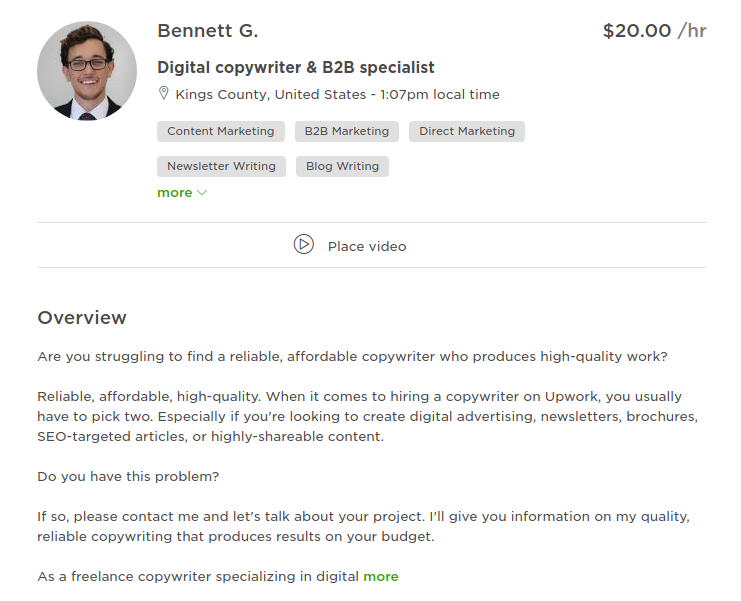 Bennett G.
$20.00 /hr
Digital copywriter & B2B specialist
Kings County, United States - 1:07pm local time
Content Marketing
B2B Marketing
Direct Marketing
Newsletter Writing
Blog Writing
more
Place video
Overview
Are you struggling to find a reliable, affordable copywriter who produces high-quality work?
Reliable, affordable, high-quality. When it comes to hiring a copywriter on Upwork, you usually
have to pick two. Especially if you're looking to create digital advertising, newsletters, brochures,
SEO-targeted articles, or highly-shareable content.
Do you have this problem?
If so, please contact me and let's talk about your project. I'll give you information on my quality,
reliable copywriting that produces results on your budget.
As a freelance copywriter specializing in digital more